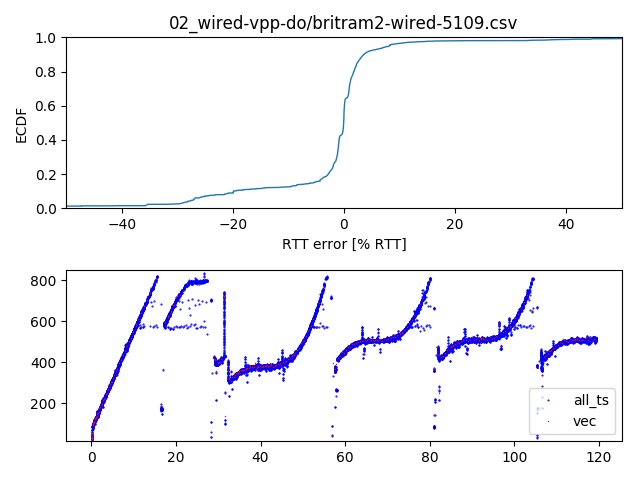 02_wired-vpp-do/britram2-wired-5109.csv
1.0
0.8
0.6
0.4
0.2
0.0
ECDF
−40 −20 0 20 40
RTT error [% RTT]
800
600
400
200
all_ts
vec
0 20 40 60 80 100 120